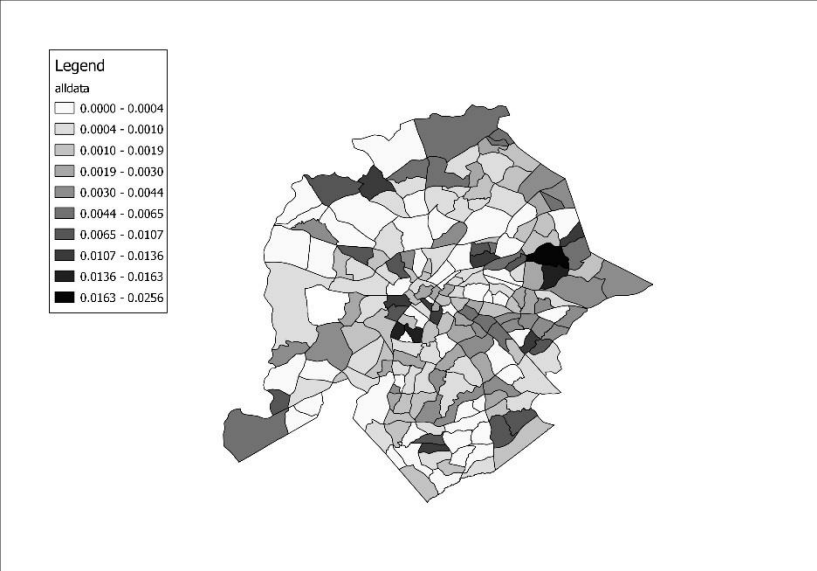 Legend
alldata
0.0000 - 0.0004
0.0004 - 0.0010
0.0010 - 0.0019
0.0019 - 0.0030
0.0030 - 0.0044
0.0044 - 0.0065
0.0065 - 0.0107
0.0107 - 0.0136
0.0136 - 0.0163
0.0163 - 0.0256